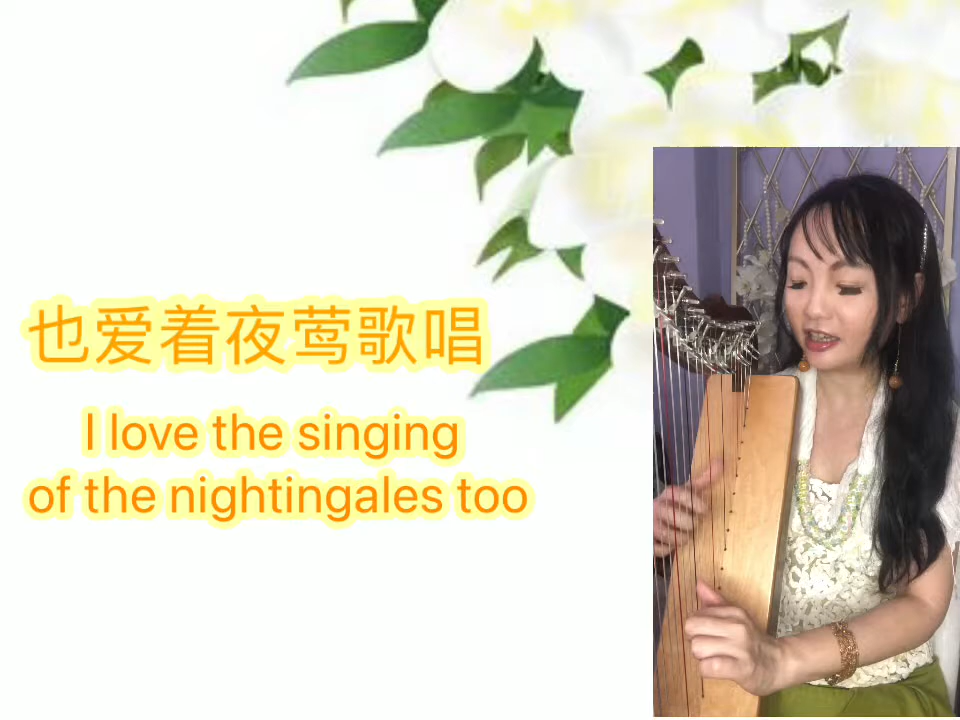 也爱着夜莺歌唱
I love the singing
of the nightingales too